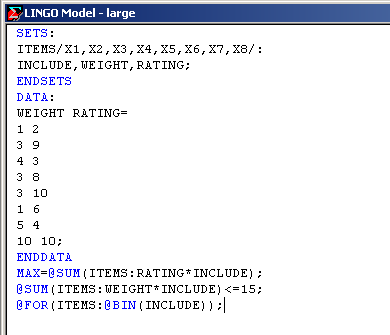 LINGO Model - large
SETS:
ITEMS/X1,X2,X3,X4,X5,X6,X7,X8/:
INCLUDE,WEIGHT,RATING;
ENDSETS
DATA:
WEIGHT RATING=
1 2
3 9
4 3
3 8
3 10
1 6
5 4
10 10;
ENDDATA
MAX=@SUM(ITEMS:RATING*INCLUDE);
@SUM(ITEMS:WEIGHT*INCLUDE)<=15;
@FOR(ITEMS:@BIN(INCLUDE));